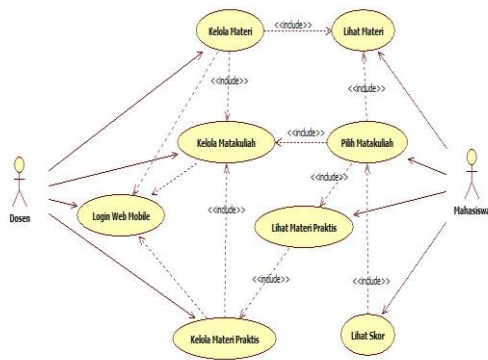 Kelola Materi
<<include>>
Lihat Materi
<<include>>
<<include>>
<<include>>
Kelola Matakuliah
<<include>>
Pilih Matakuliah
<<include>>
Dosen
Login Web Mobile
<<include>>
Lihat Materi Praktis
Mahasiswa
<<include>>
<<include>>
Kelola Materi Praktis
Lihat Skor